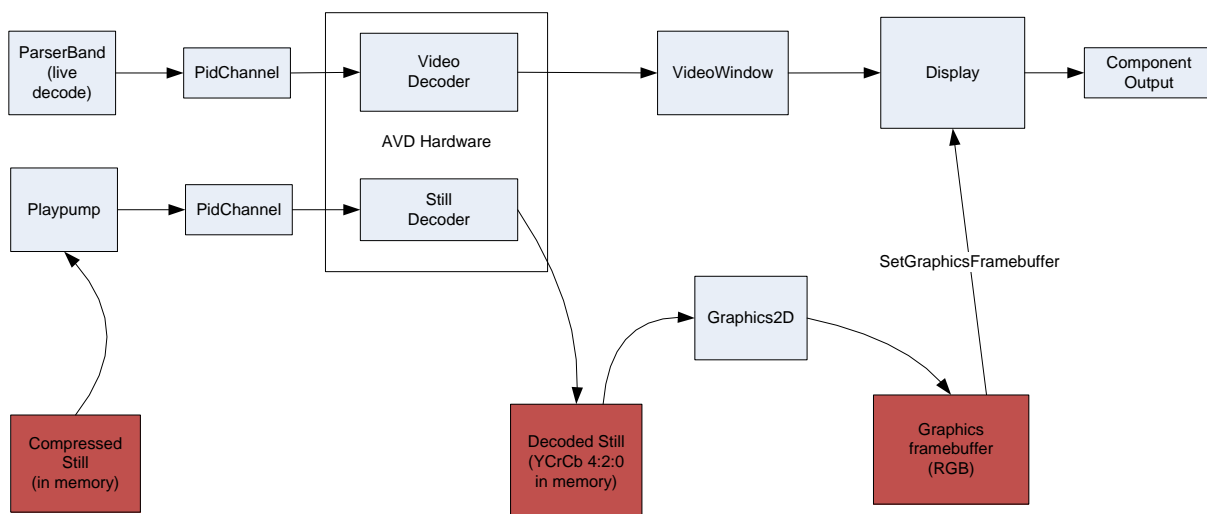 ParserBand
(live
decode)
PidChannel
Video
Decoder
VideoWindow
Display
Component
Output
AVD Hardware
Playpump
PidChannel
Still
Decoder
SetGraphicsFramebuffer
Graphics2D
Compressed
Still
(in memory)
Decoded Still
(YCrCb 4:2:0
in memory)
Graphics
framebuffer
(RGB)